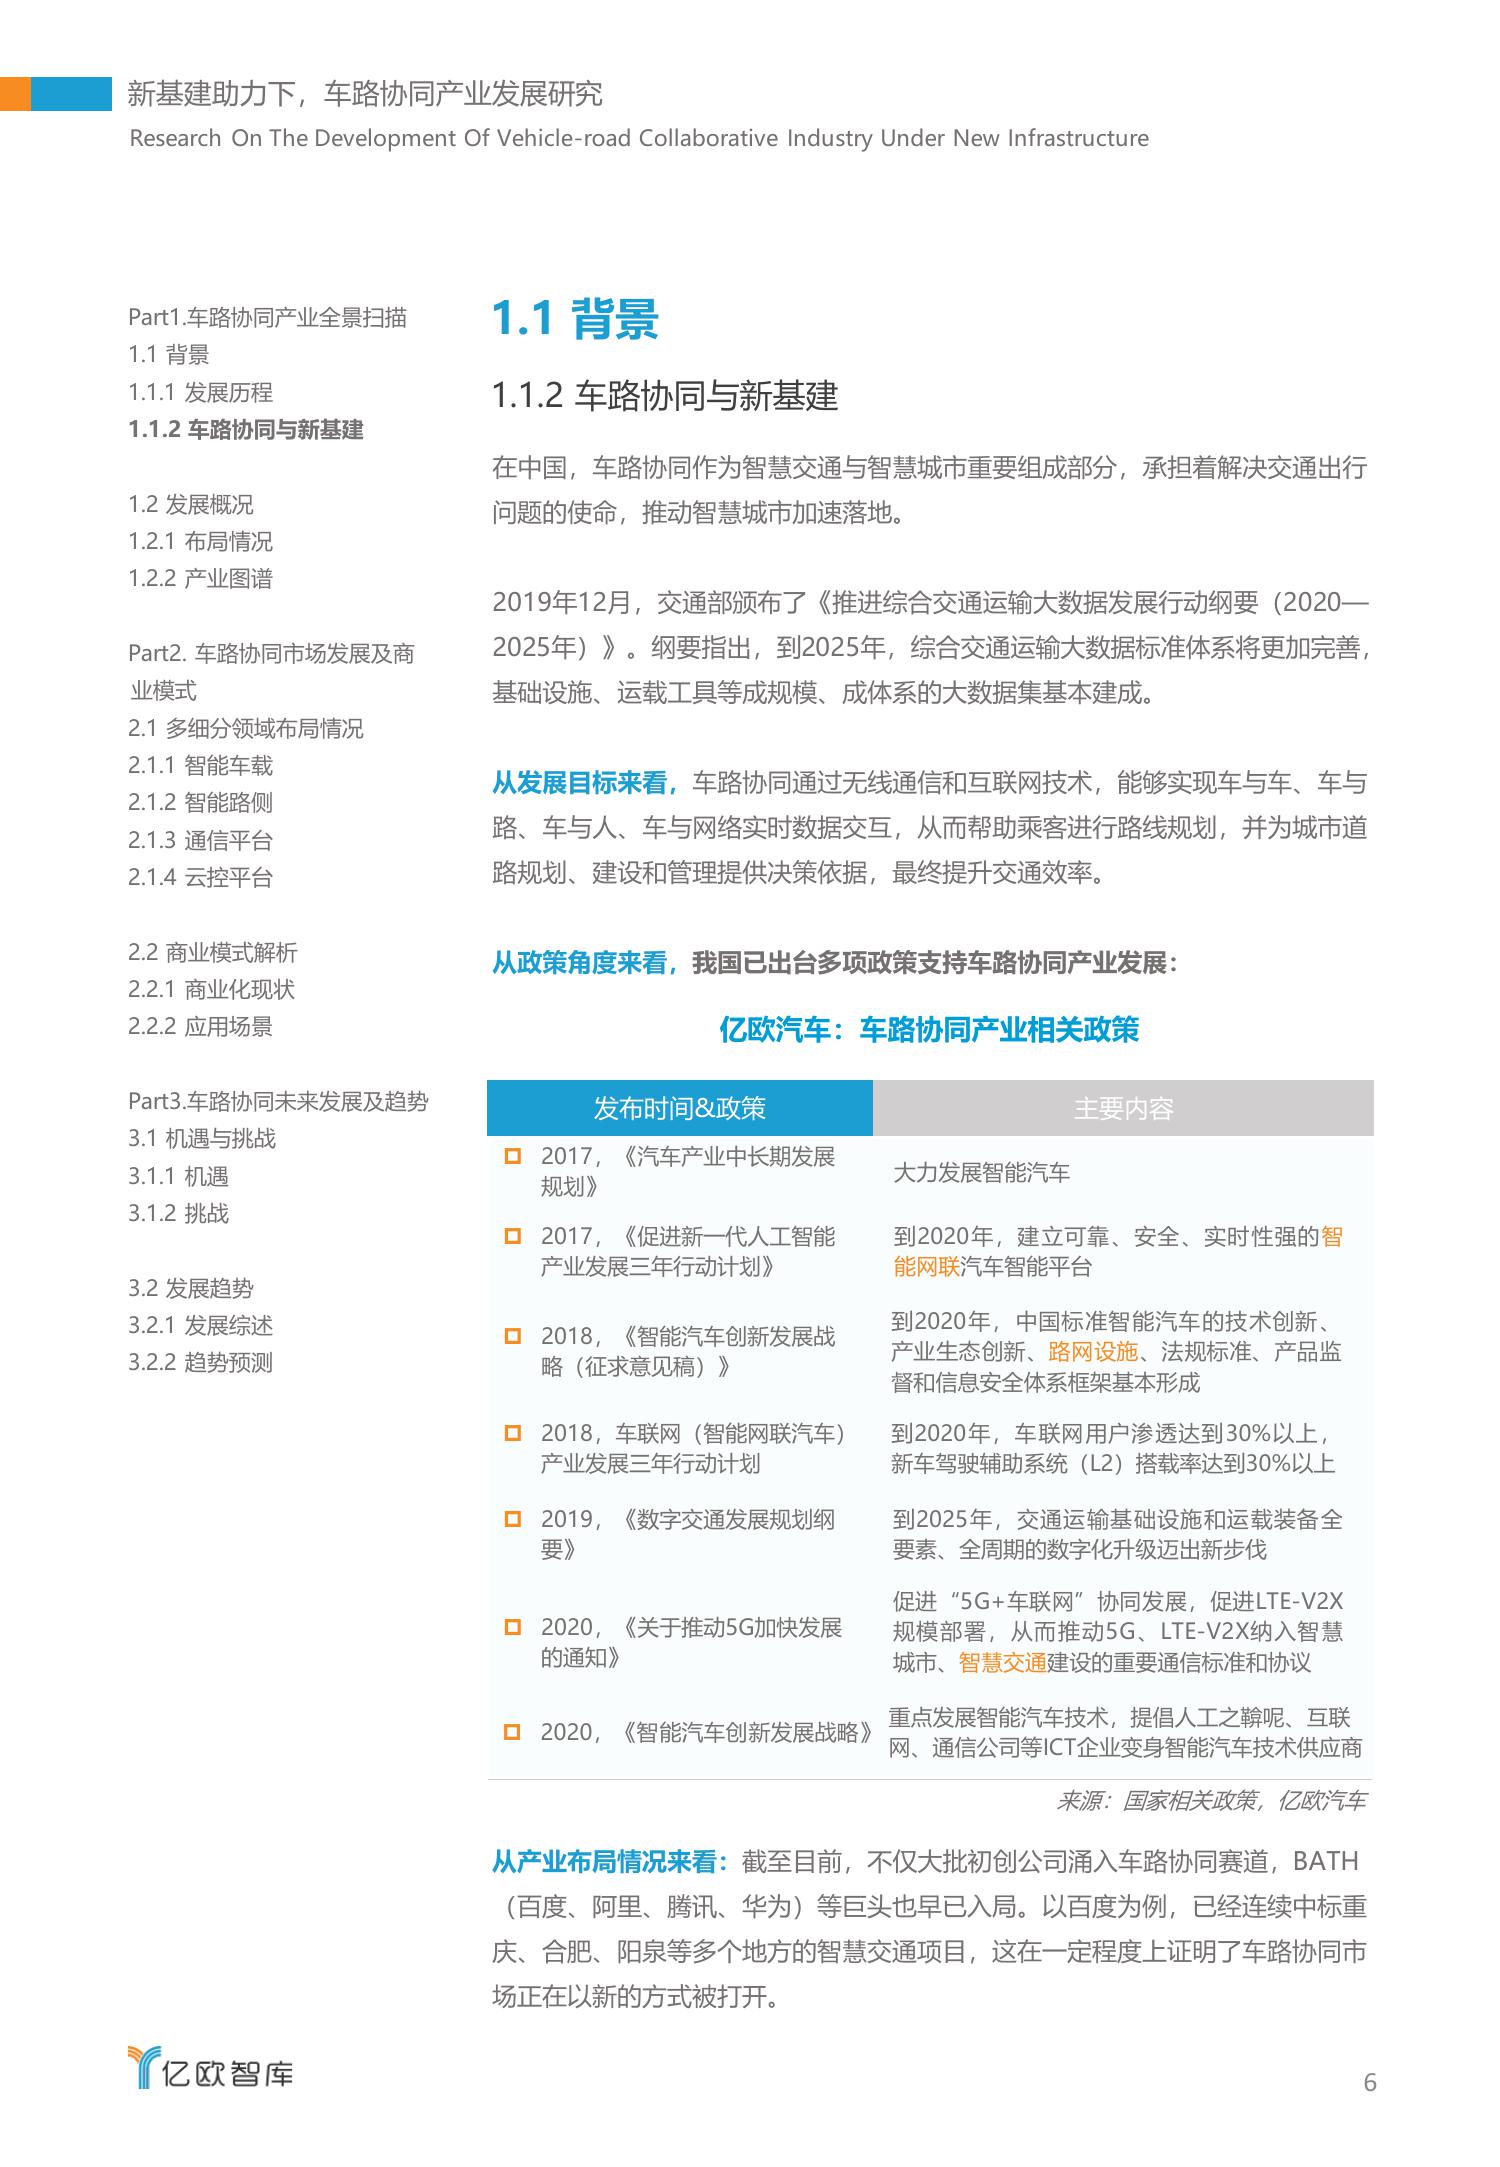 新基建助力下，车路协同产业发展研究
Research On The Development Of Vehicle-road Collaborative Industry Under New Infrastructure
Part1.车路协同产业全景扫描
1.1 背景
1.1.1 发展历程
1.1.2 车路协同与新基建
1.2 发展概况
1.2.1 布局情况
1.2.2 产业图谱
Part2. 车路协同市场发展及商
业模式
2.1 多细分领域布局情况
2.1.1 智能车载
2.1.2 智能路侧
2.1.3 通信平台
2.1.4 云控平台
2.2 商业模式解析
2.2.1 商业化现状
2.2.2 应用场景
Part3.车路协同未来发展及趋势
3.1 机遇与挑战
3.1.1 机遇
3.1.2 挑战
3.2 发展趋势
3.2.1 发展综述
3.2.2 趋势预测
1.1 背景
1.1.2 车路协同与新基建
在中国，车路协同作为智慧交通与智慧城市重要组成部分，承担着解决交通出行
问题的使命，推动智慧城市加速落地。
2019年12月，交通部颁布了《推进综合交通运输大数据发展行动纲要（2020—
2025年）》。纲要指出，到2025年，综合交通运输大数据标准体系将更加完善，
基础设施、运载工具等成规模、成体系的大数据集基本建成。
从发展目标来看，车路协同通过无线通信和互联网技术，能够实现车与车、车与
路、车与人、车与网络实时数据交互，从而帮助乘客进行路线规划，并为城市道
路规划、建设和管理提供决策依据，最终提升交通效率。
从政策角度来看，我国已出台多项政策支持车路协同产业发展：
亿欧汽车：车路协同产业相关政策
发布时间&政策
主要内容
2017，《汽车产业中长期发展
规划》
大力发展智能汽车
2017，《促进新一代人工智能
产业发展三年行动计划》
到2020年，建立可靠、安全、实时性强的智
能网联汽车智能平台
2018，《智能汽车创新发展战
略（征求意见稿）》
到2020年，中国标准智能汽车的技术创新、
产业生态创新、路网设施、法规标准、产品监
督和信息安全体系框架基本形成
2018，车联网（智能网联汽车）
产业发展三年行动计划
到2020年，车联网用户渗透达到30%以上，
新车驾驶辅助系统（L2）搭载率达到30%以上
2019，《数字交通发展规划纲
要》
到2025年，交通运输基础设施和运载装备全
要素、全周期的数字化升级迈出新步伐
2020，《关于推动5G加快发展
的通知》
促进“5G+车联网”协同发展，促进LTE-V2X
规模部署，从而推动5G、LTE-V2X纳入智慧
城市、智慧交通建设的重要通信标准和协议
2020，《智能汽车创新发展战略》
重点发展智能汽车技术，提倡人工之鞥呢、互联
网、通信公司等ICT企业变身智能汽车技术供应商
来源：国家相关政策，亿欧汽车
从产业布局情况来看：截至目前，不仅大批初创公司涌入车路协同赛道，BATH
（百度、阿里、腾讯、华为）等巨头也早已入局。以百度为例，已经连续中标重
庆、合肥、阳泉等多个地方的智慧交通项目，这在一定程度上证明了车路协同市
场正在以新的方式被打开。
亿欧智库
6